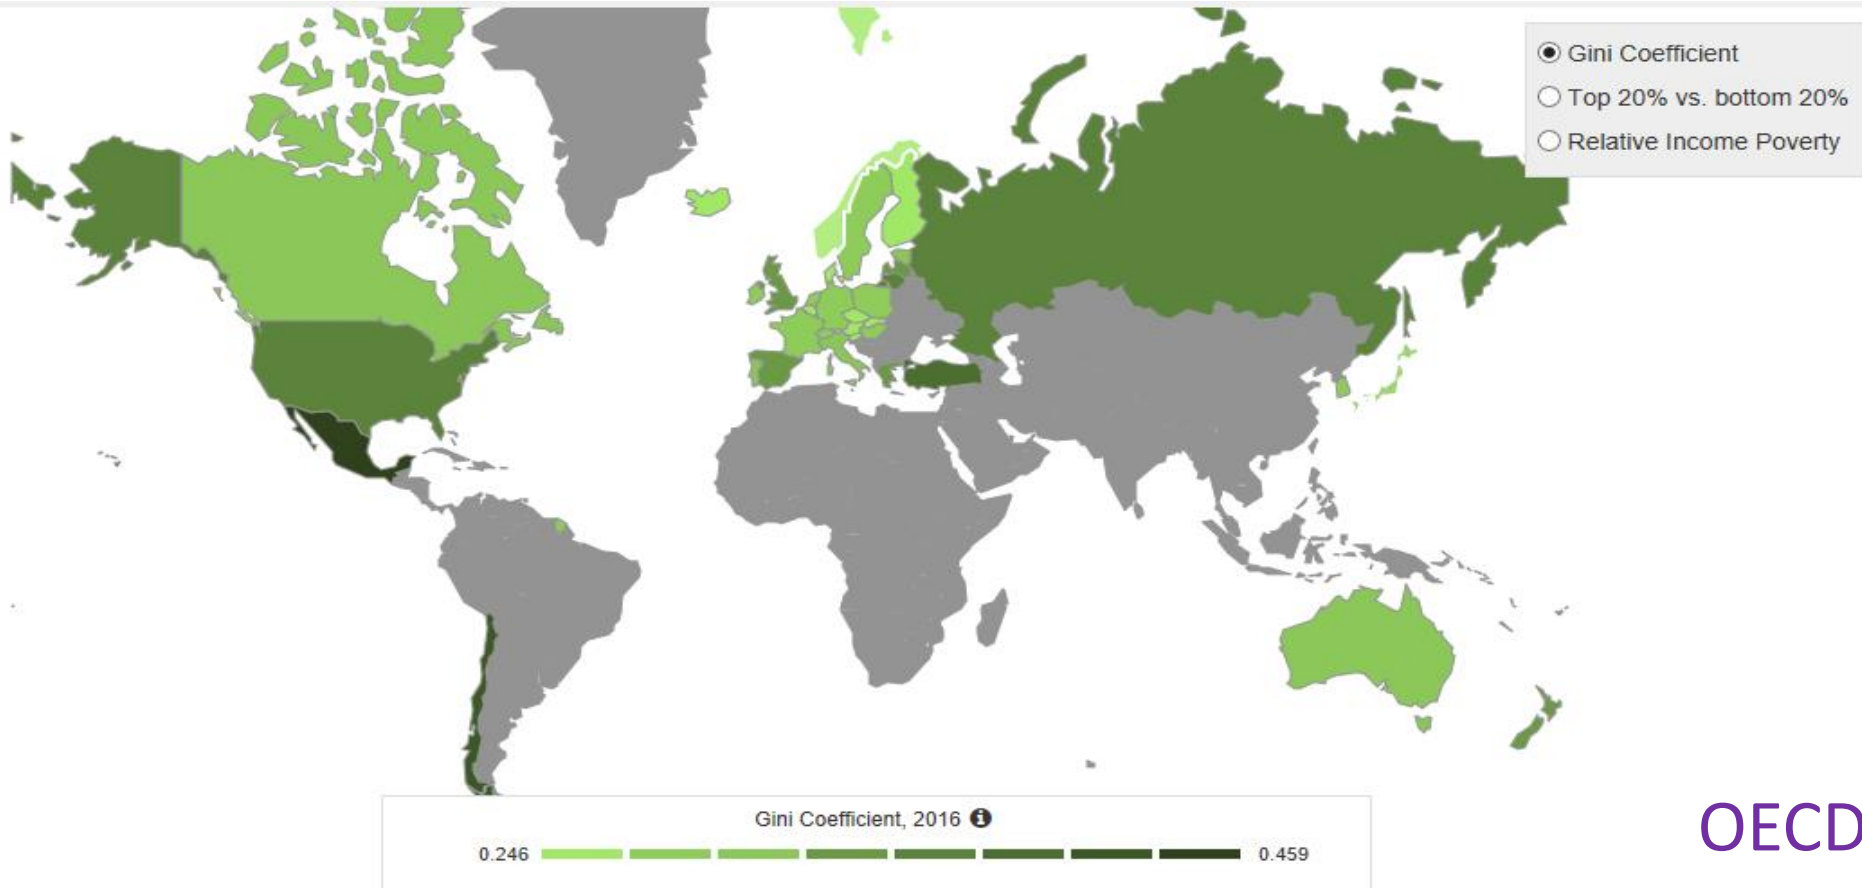 Gini Coefficient
Top 20% vs. bottom 20%
Relative Income Poverty
Gini Coefficient, 2016
0.246 0.459
OECD